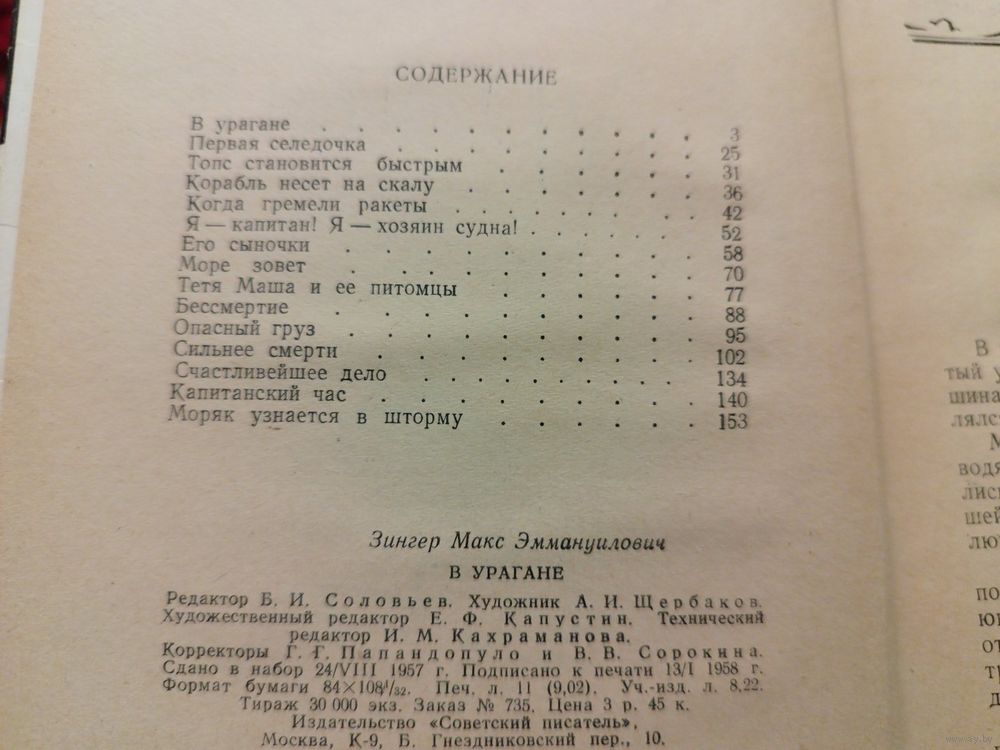 СОДЕРЖАНИЕ
В урагане . . . . . . . . . . 3
Первая селедочка . . . . . . . . 25
Топс становится быстрым . . . . . . 31
Корабль несет на скалу . . . . . . 36
Когда гремели ракеты . . . . . . . 42
Я — капитан! Я — хозяин судна! . . . . . . 52
Его сыночки . . . . . . . . . 58
Море зовет . . . . . . . . . 70
Тетя Маша и ее питомцы . . . . . . 77
Бессмертие . . . . . . . . . 88
Опасный груз . . . . . . . . . 95
Сильнее смерти . . . . . . . . 102
Счастливейшее дело . . . . . . . . 134
Капитанский час . . . . . . . . 140
Моряк узнается в шторму . . . . . . 153
Зингер Макс Эммануилович
В УРАГАНЕ
Редактор Б. И. Соловьев. Художник А. И. Щербаков.
Художественный редактор Е. Ф. Капустин. Технический
редактор И. М. Кахраманова.
Корректоры Г. Г. Папандопуло и В. В. Сорокина.
Сдано в набор 24/VIII 1957 г. Подписано к печати 13/I 1958 г.
Формат бумаги 84×108¹/₃₂. Печ. л. 11 (9,02). Уч.-изд. л. 8,22.
Тираж 30 000 экз. Заказ № 735. Цена 3 р. 45 к.
Издательство «Советский писатель»,
Москва, К-9, Б. Гнездниковский пер., 10.
В
тый
шина
М